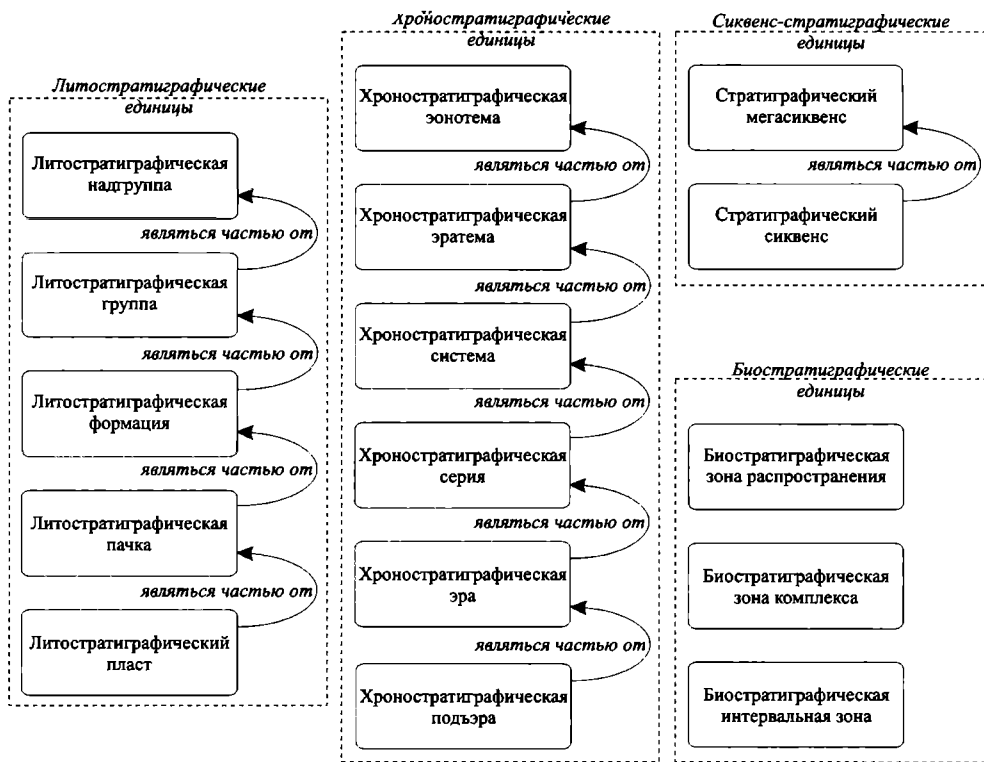 Литостратиграфические
единицы
Литостратиграфическая
надгруппа
являться частью от
Литостратиграфическая
группа
являться частью от
Литостратиграфическая
формация
являться частью от
Литостратиграфическая
пачка
являться частью от
Литостратиграфический
пласт
Хроностратиграфические
единицы
Хроностратиграфическая
эонотема
являться частью от
Хроностратиграфическая
эратема
являться частью от
Хроностратиграфическая
система
являться частью от
Хроностратиграфическая
серия
являться частью от
Хроностратиграфическая
эра
являться частью от
Хроностратиграфическая
подъэра
Сиквенс-стратиграфические
единицы
Стратиграфический
мегасиквенс
являться частью от
Стратиграфический
сиквенс
Биостратиграфические
единицы
Биостратиграфическая
зона распространения
Биостратиграфическая
зона комплекса
Биостратиграфическая
интервальная зона